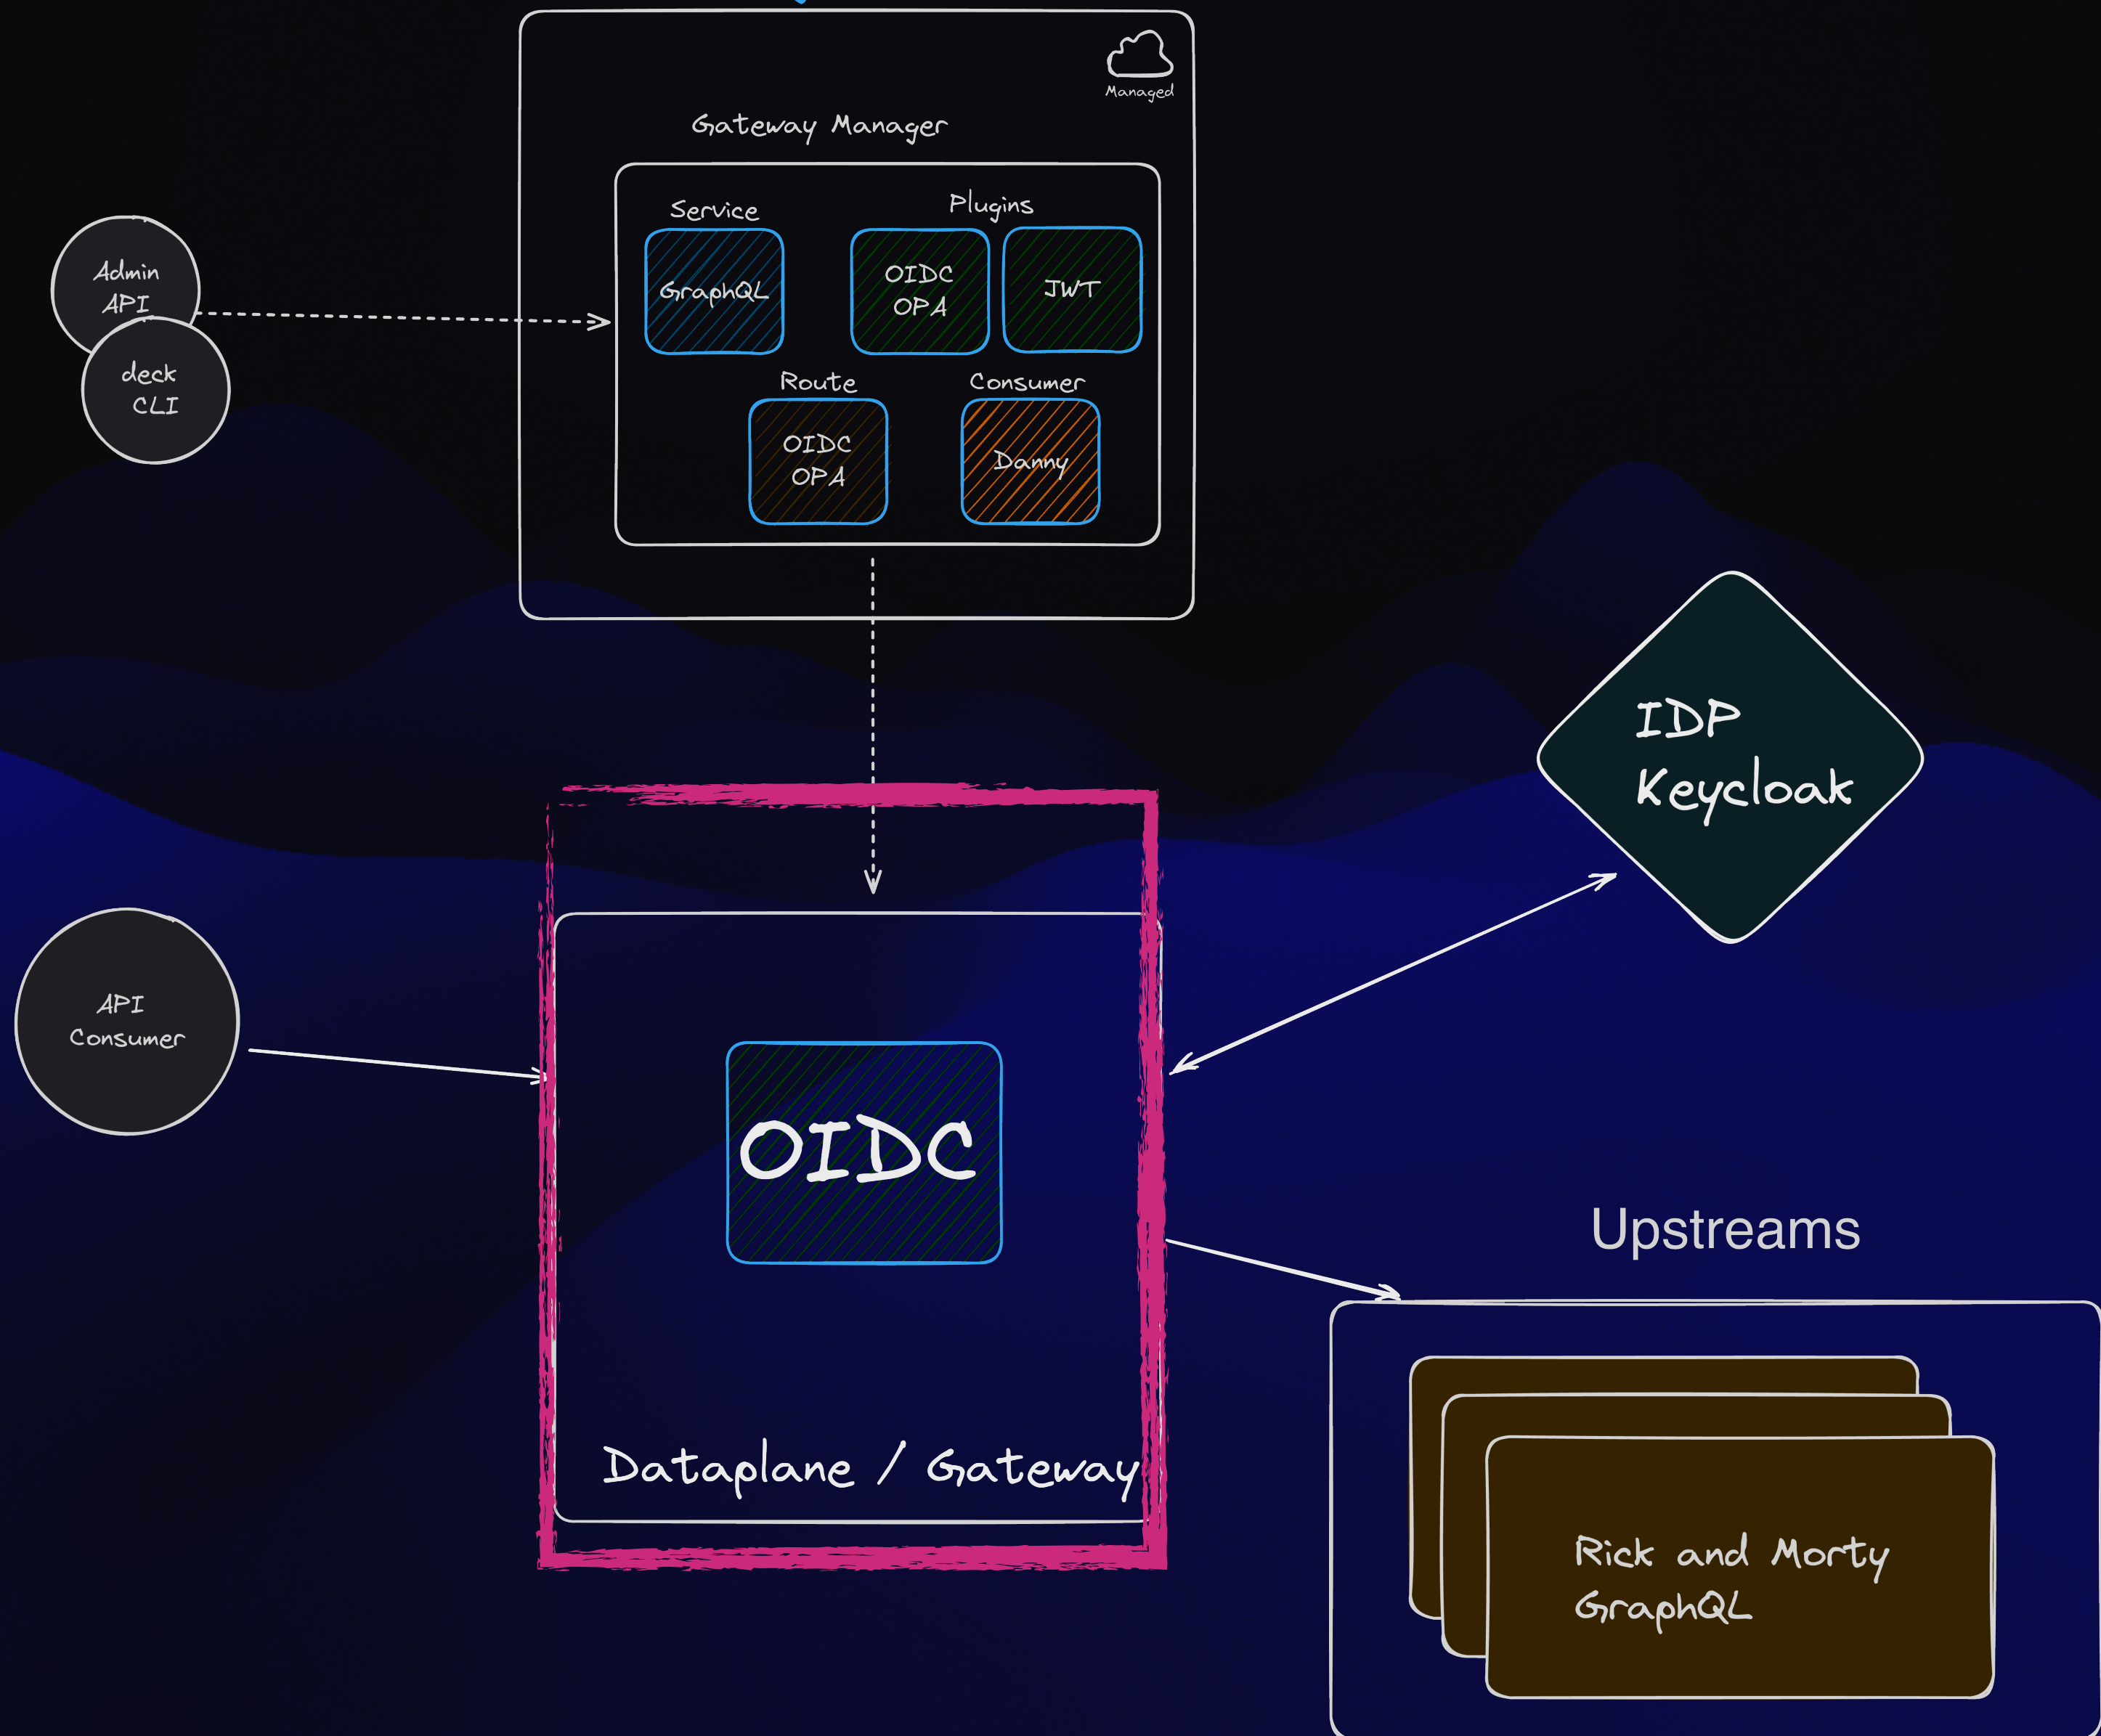 Managed
Gateway Manager
Service
Plugins
GraphQL
OIDC
OPA
JWT
Admin
API
deck
CLI
Route
Consumer
OIDC
OPA
Danny
IDP
Keycloak
API
Consumer
OIDC
Dataplane / Gateway
Upstreams
Rick and Morty
GraphQL